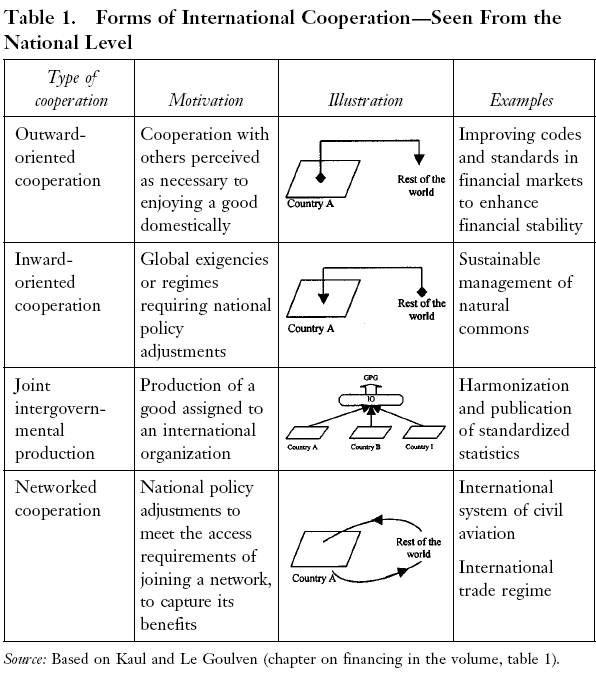 Table 1. Forms of International Cooperation—Seen From the
National Level
Type of
cooperation
Motivation
Illustration
Examples
Outward-
oriented
cooperation
Cooperation with
others perceived
as necessary to
enjoying a good
domestically
Rest of the
world
Country A
Improving codes
and standards in
financial markets
to enhance
financial stability
Inward-
oriented
cooperation
Global exigencies
or regimes
requiring national
policy
adjustments
Rest of the
world
Country A
Sustainable
management of
natural
commons
Joint
intergovern-
mental
production
Production of a
good assigned to
an international
organization
GPG
IO
Country A
Country B
Country I
Harmonization
and publication
of standardized
statistics
Networked
cooperation
National policy
adjustments to
meet the access
requirements of
joining a network,
to capture its
benefits
Rest of the
world
Country A
International
system of civil
aviation
International
trade regime
Source: Based on Kaul and Le Goulven (chapter on financing in the volume, table 1).